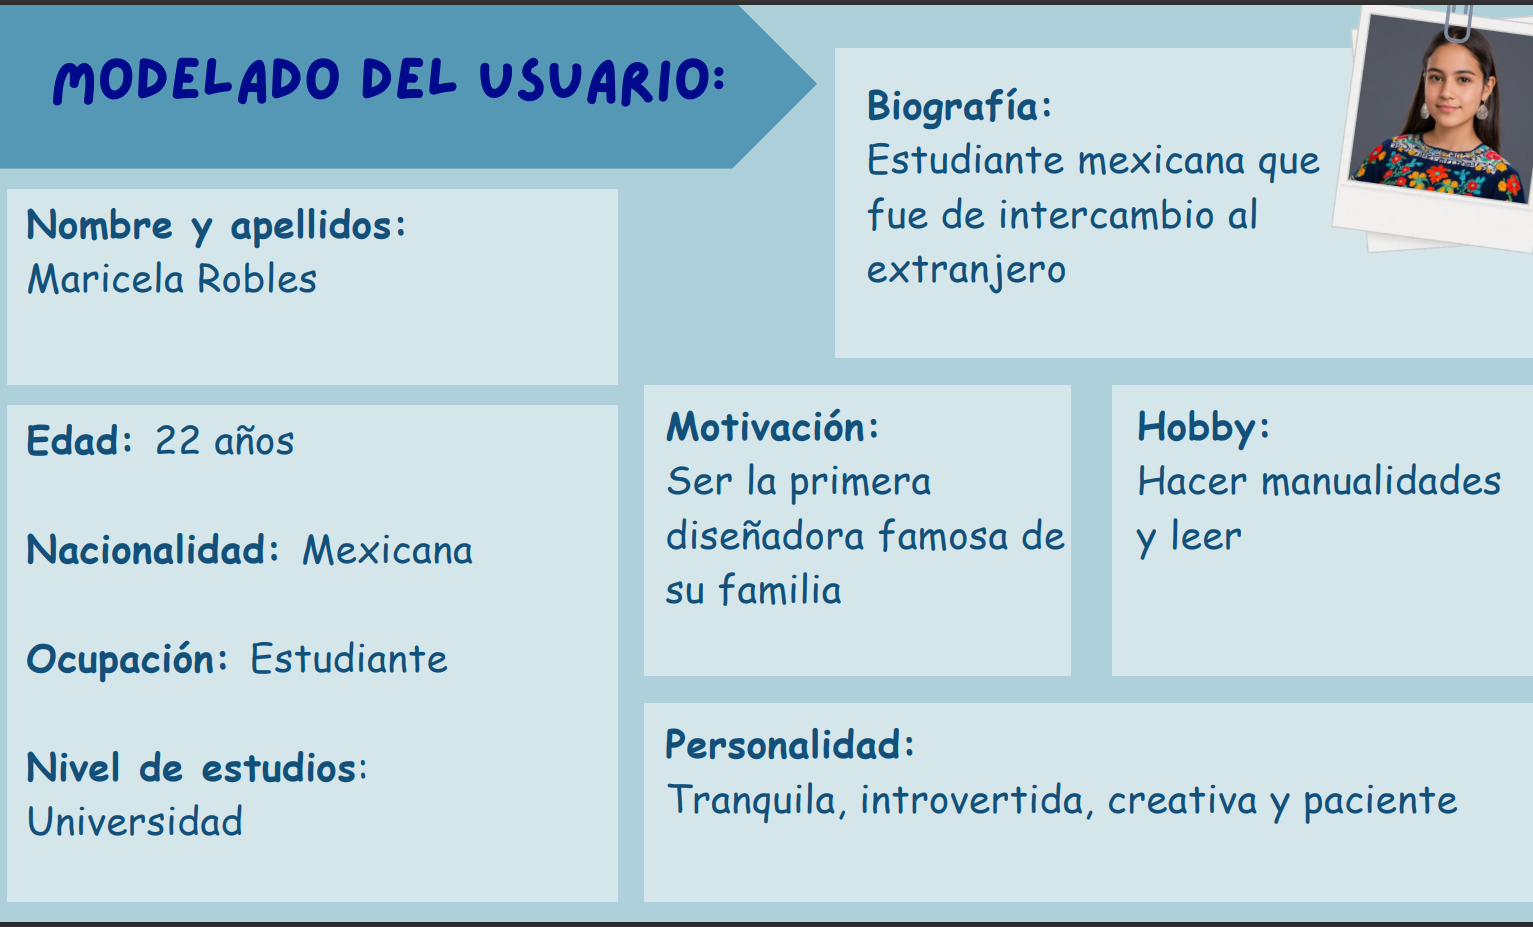 MODELADO DEL USUARIO:
Nombre y apellidos:
Maricela Robles
Edad: 22 años
Nacionalidad: Mexicana
Ocupación: Estudiante
Nivel de estudios:
Universidad
Biografía:
Estudiante mexicana que
fue de intercambio al
extranjero
Motivación:
Ser la primera
diseñadora famosa de
su familia
Hobby:
Hacer manualidades
y leer
Personalidad:
Tranquila, introvertida, creativa y paciente